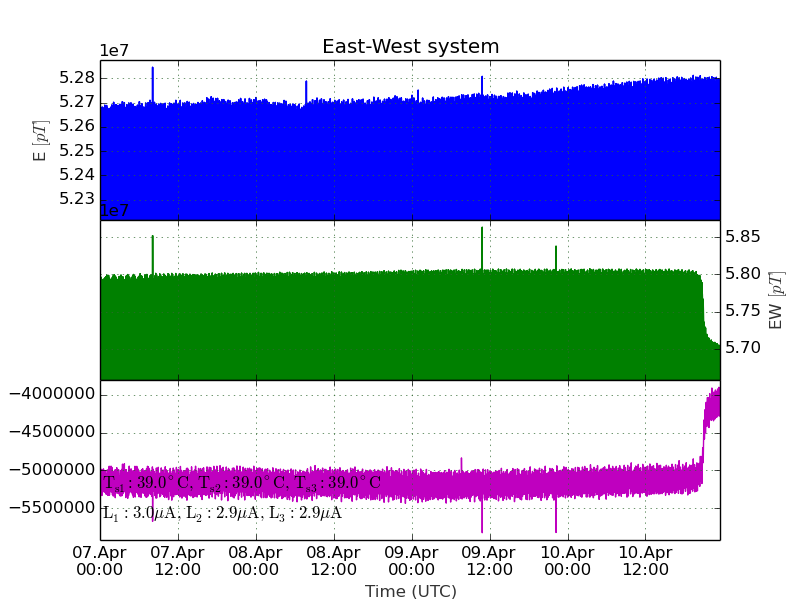 East-West system
1e7
5.28
5.27
5.26
5.25
5.24
5.23
E [pT]
1e7
5.85
5.80
5.75
5.70
EW [pT]
−4000000
−4500000
−5000000
−5500000
T_s1 : 39.0°C, T_s2 : 39.0°C, T_s3 : 39.0°C
L_1 : 3.0μA, L_2 : 2.9μA, L_3 : 2.9μA
07.Apr 07.Apr 08.Apr 08.Apr 09.Apr 09.Apr 10.Apr 10.Apr
00:00 12:00 00:00 12:00 00:00 12:00 00:00 12:00
Time (UTC)